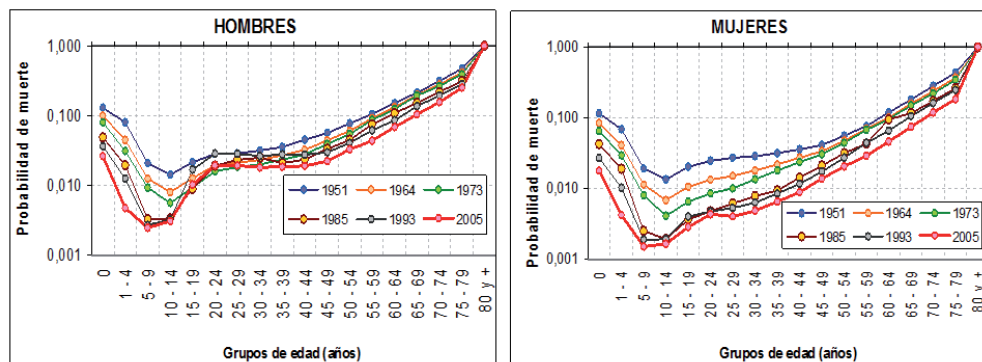 HOMBRES
Probabilidad de muerte
1,000
0,100
0,010
0,001
1951
1964
1973
1985
1993
2005
0
1 - 4
5 - 9
10 - 14
15 - 19
20 - 24
25 - 29
30 - 34
35 - 39
40 - 44
45 - 49
50 - 54
55 - 59
60 - 64
65 - 69
70 - 74
75 - 79
80 y +
Grupos de edad (años)
MUJERES
Probabilidad de muerte
1,000
0,100
0,010
0,001
1951
1964
1973
1985
1993
2005
0
1 - 4
5 - 9
10 - 14
15 - 19
20 - 24
25 - 29
30 - 34
35 - 39
40 - 44
45 - 49
50 - 54
55 - 59
60 - 64
65 - 69
70 - 74
75 - 79
80 y +
Grupos de edad (años)